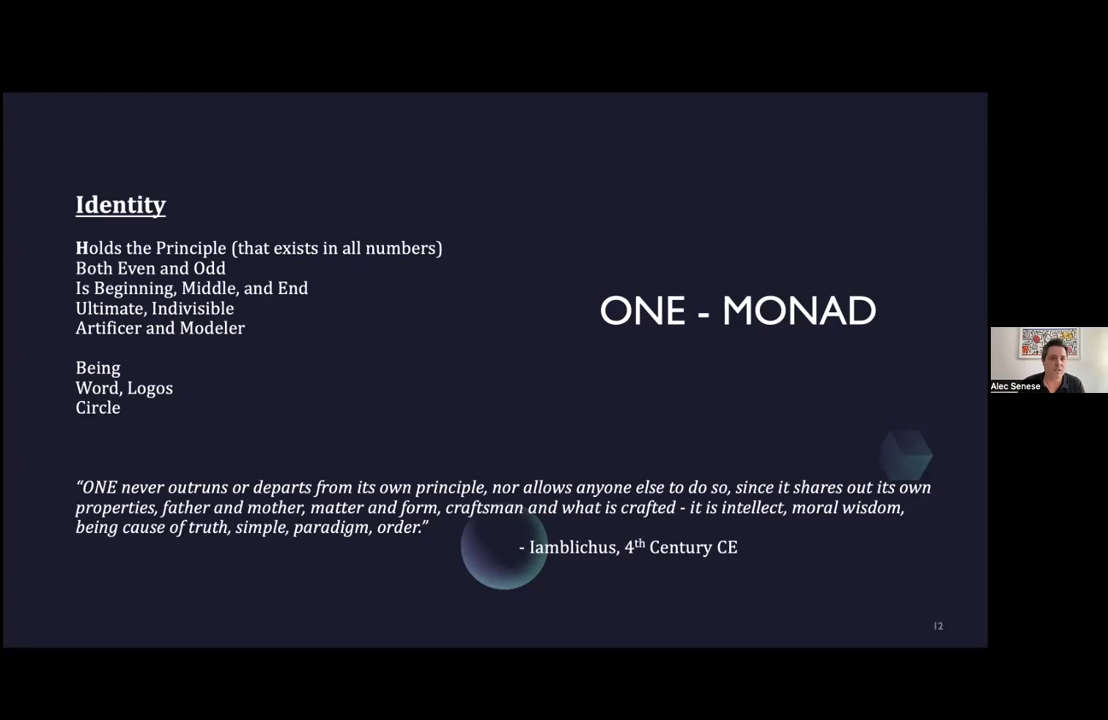 Identity
Holds the Principle (that exists in all numbers)
Both Even and Odd
Is Beginning, Middle, and End
Ultimate, Indivisible
Artificer and Modeler
Being
Word, Logos
Circle
ONE - MONAD
“ONE never outruns or departs from its own principle, nor allows anyone else to do so, since it shares out its own
properties, father and mother, matter and form, craftsman and what is crafted - it is intellect, moral wisdom,
being cause of truth, simple, paradigm, order.”
- Iamblichus, 4th Century CE
12
Alec Senese